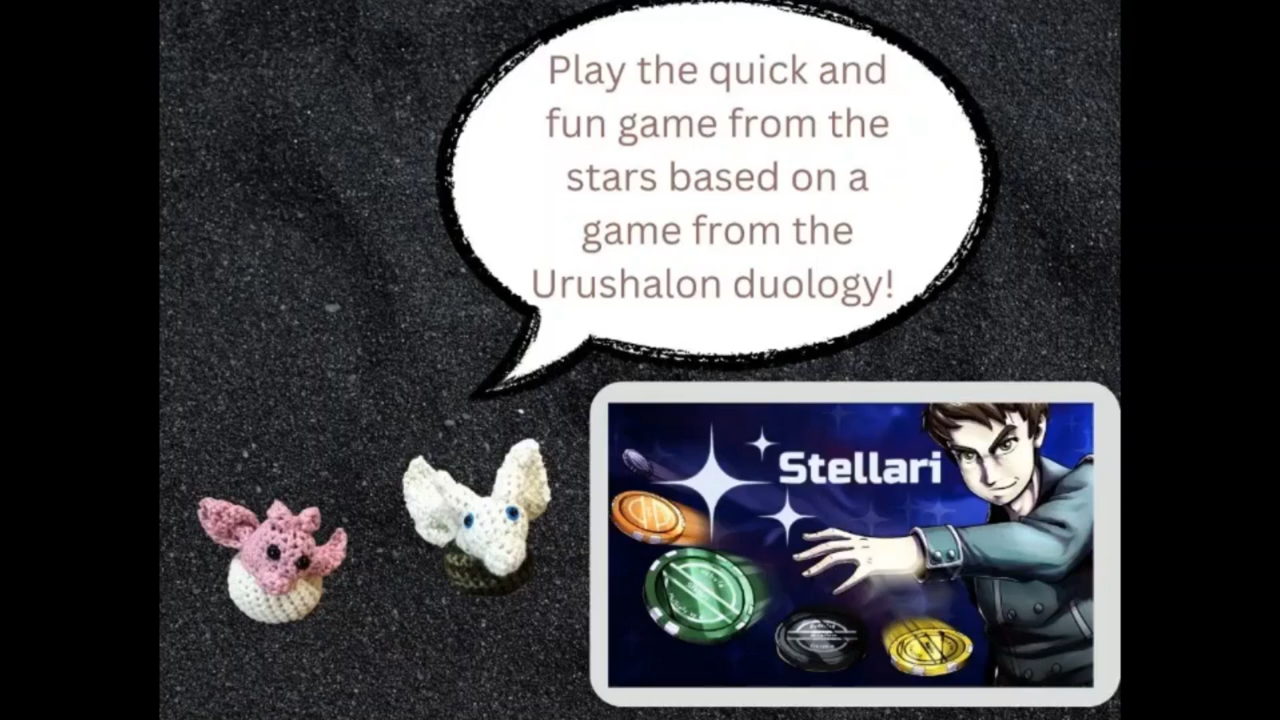 Play the quick and
fun game from the
stars based on a
game from the
Urushalon duology!
Stellari